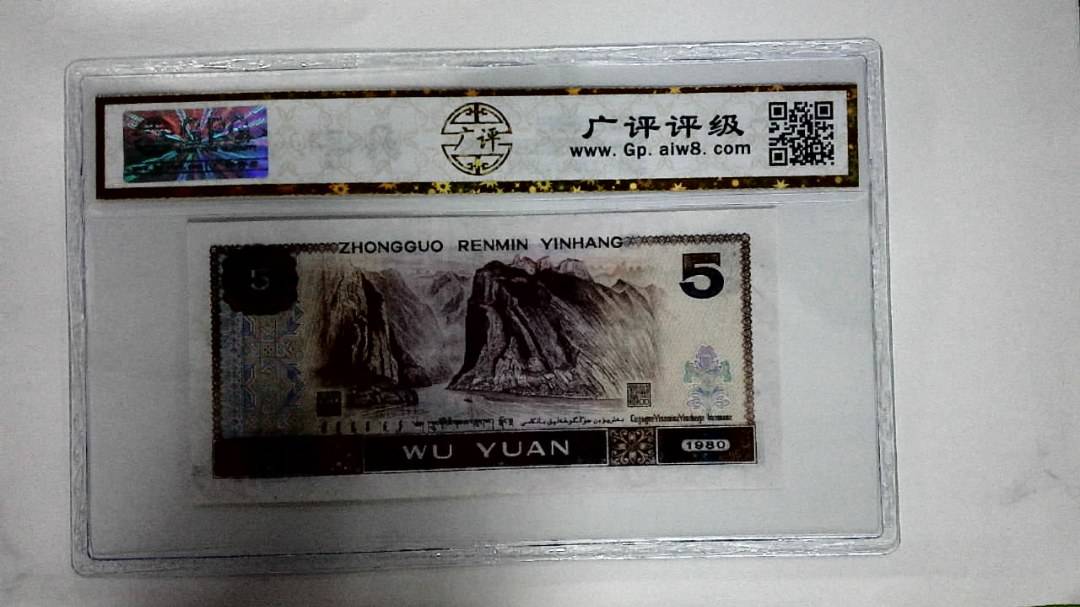 广评
广评评级
www.Gp.aiw8.com
ZHONGGUO RENMIN YINHANG
5
5
WU YUAN
1980